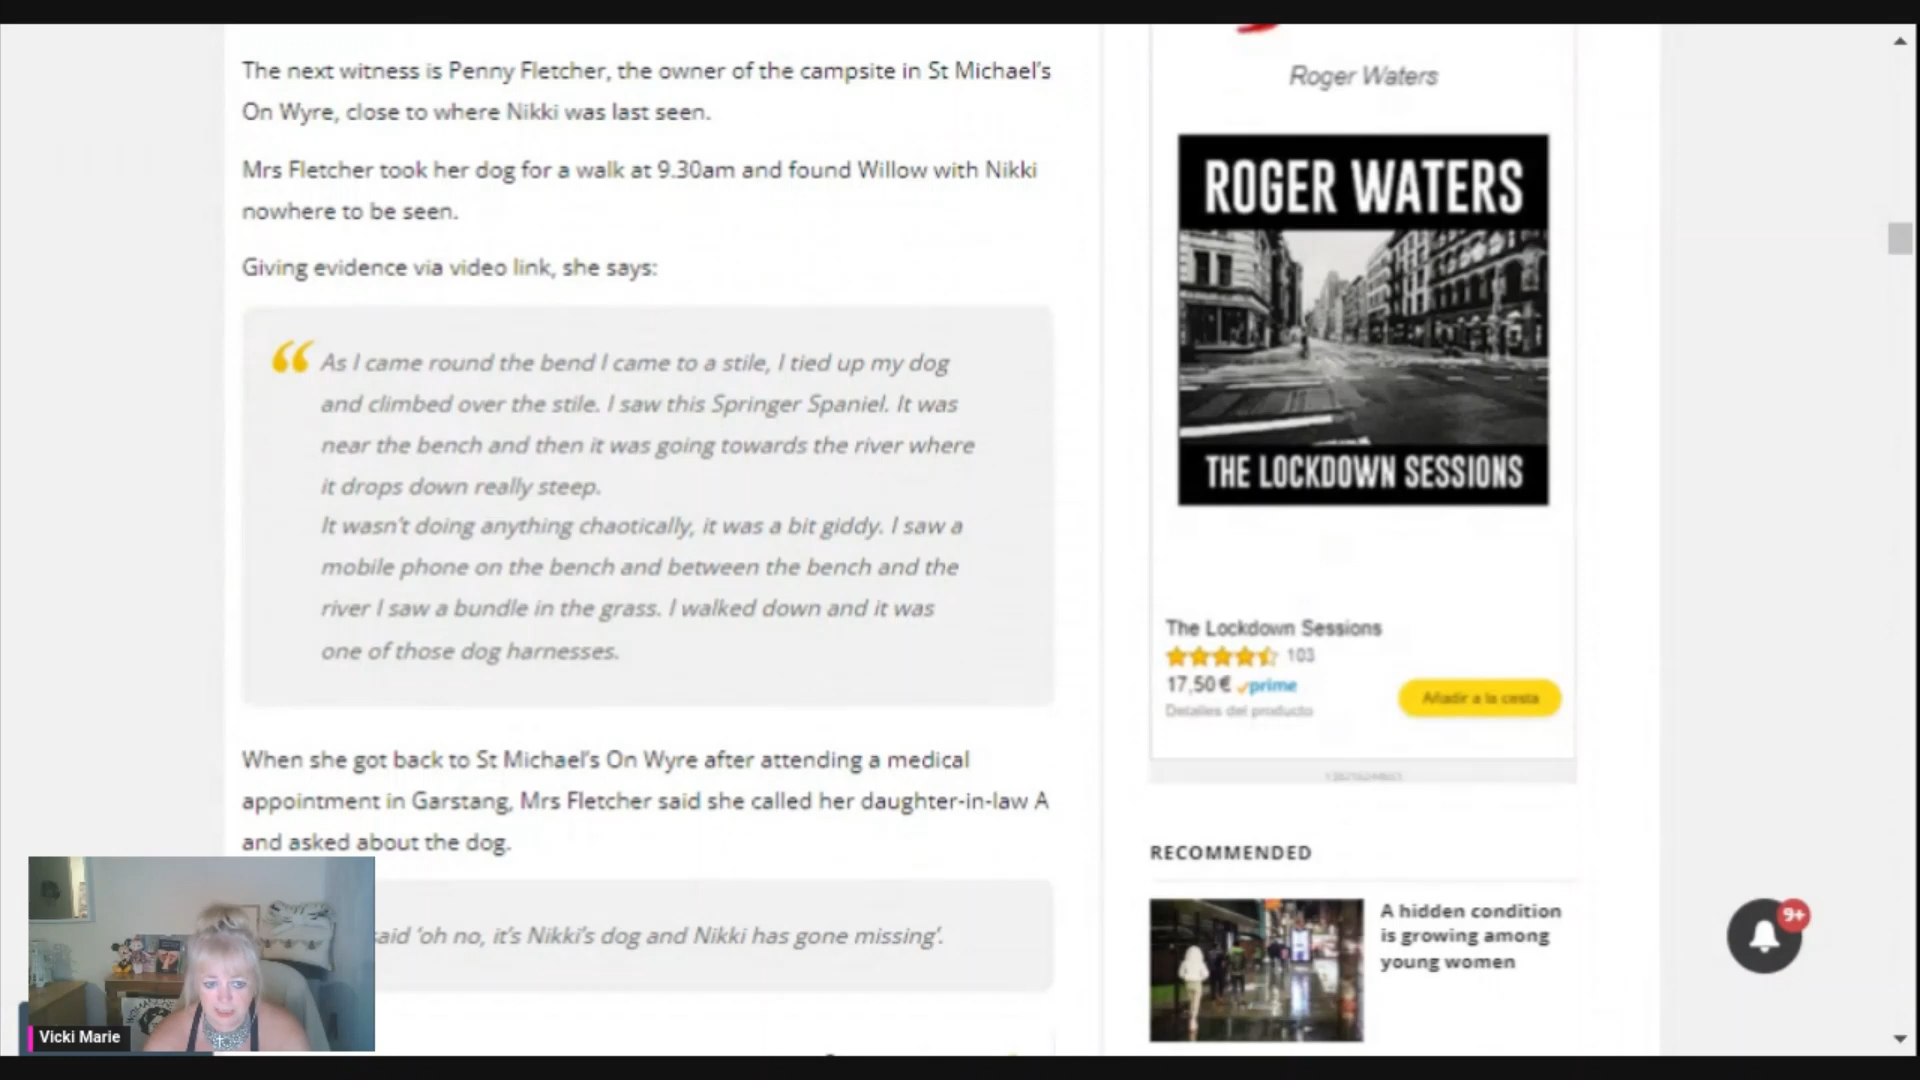 The next witness is Penny Fletcher, the owner of the campsite in St Michael's
On Wyre, close to where Nikki was last seen.
Mrs Fletcher took her dog for a walk at 9.30am and found Willow with Nikki
nowhere to be seen.
Giving evidence via video link, she says:
“ As I came round the bend I came to a stile, I tied up my dog
and climbed over the stile. I saw this Springer Spaniel. It was
near the bench and then it was going towards the river where
it drops down really steep.
It wasn't doing anything chaotically, it was a bit giddy. I saw a
mobile phone on the bench and between the bench and the
river I saw a bundle in the grass. I walked down and it was
one of those dog harnesses.
When she got back to St Michael's On Wyre after attending a medical
appointment in Garstang, Mrs Fletcher said she called her daughter-in-law A
and asked about the dog.
said 'oh no, it's Nikki's dog and Nikki has gone missing'.
Vicki Marie
Roger Waters
ROGER WATERS
THE LOCKDOWN SESSIONS
The Lockdown Sessions
103
17,50 € prime
Añadir a la cesta
Detalles del producto
RECOMMENDED
A hidden condition
is growing among
young women
9+